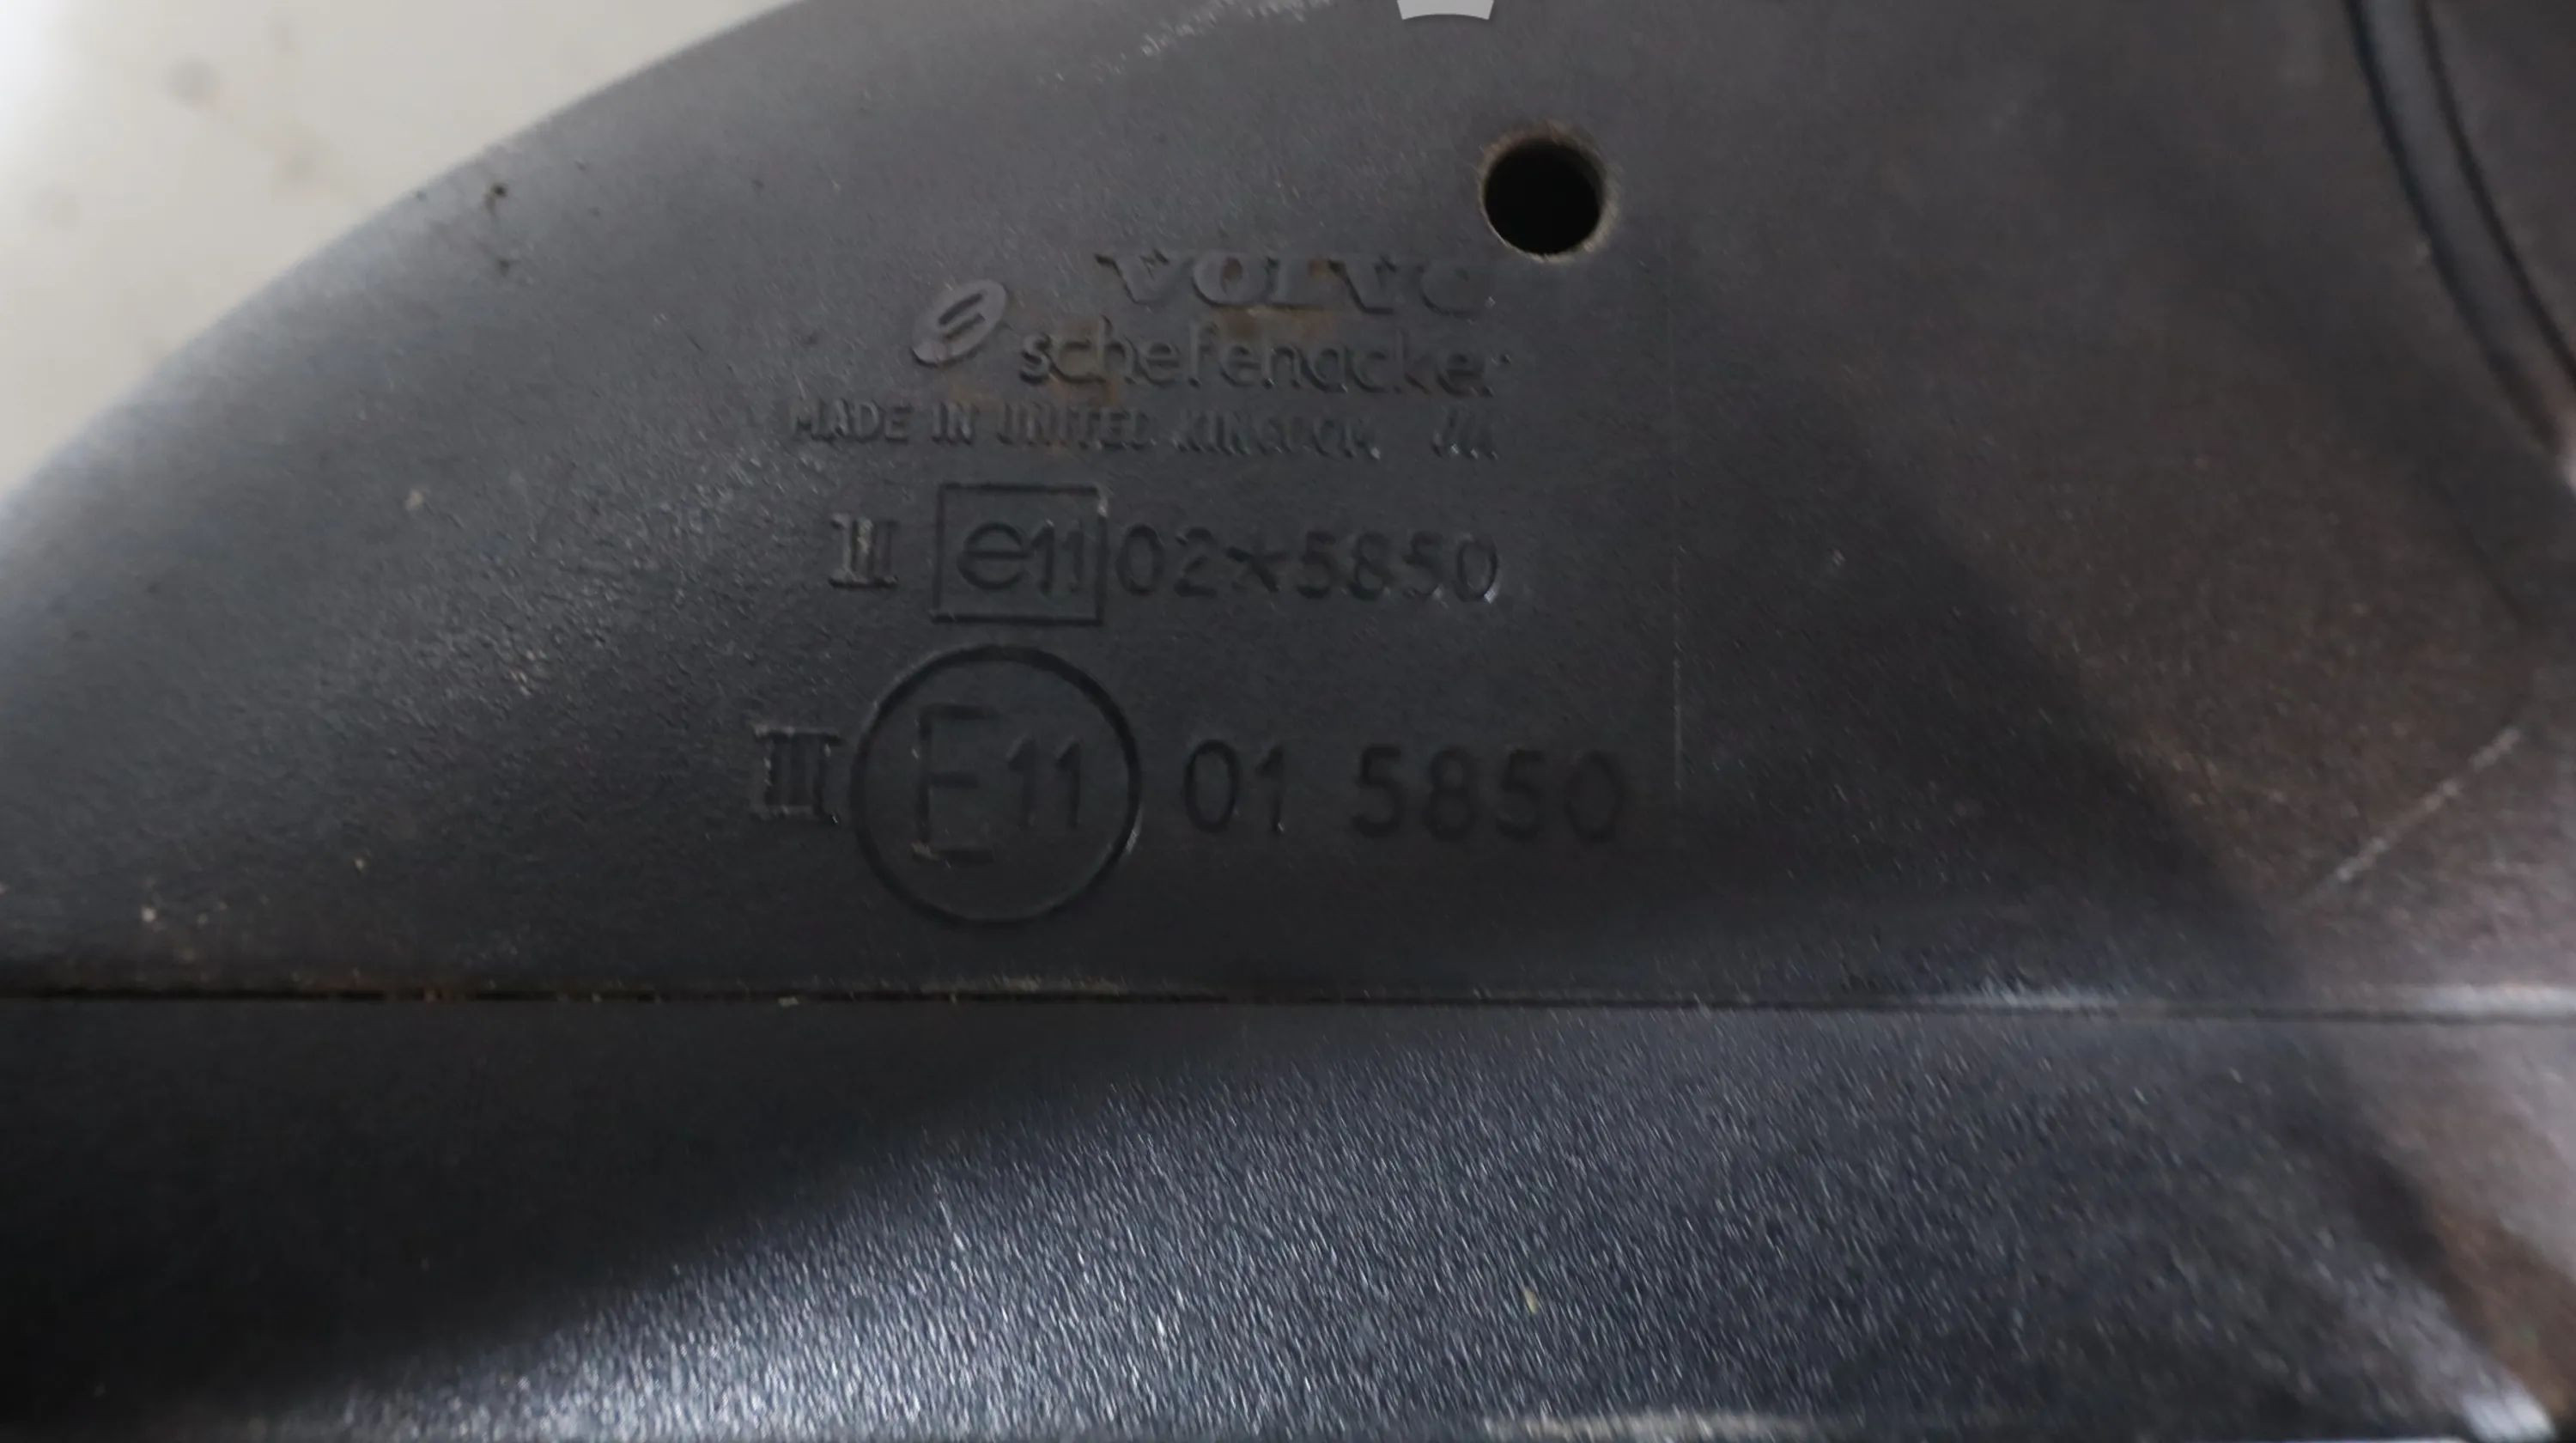 VOLVO
schefenacker
MADE IN UNITED KINGDOM
III e11 02*5850
III E11 01 5850